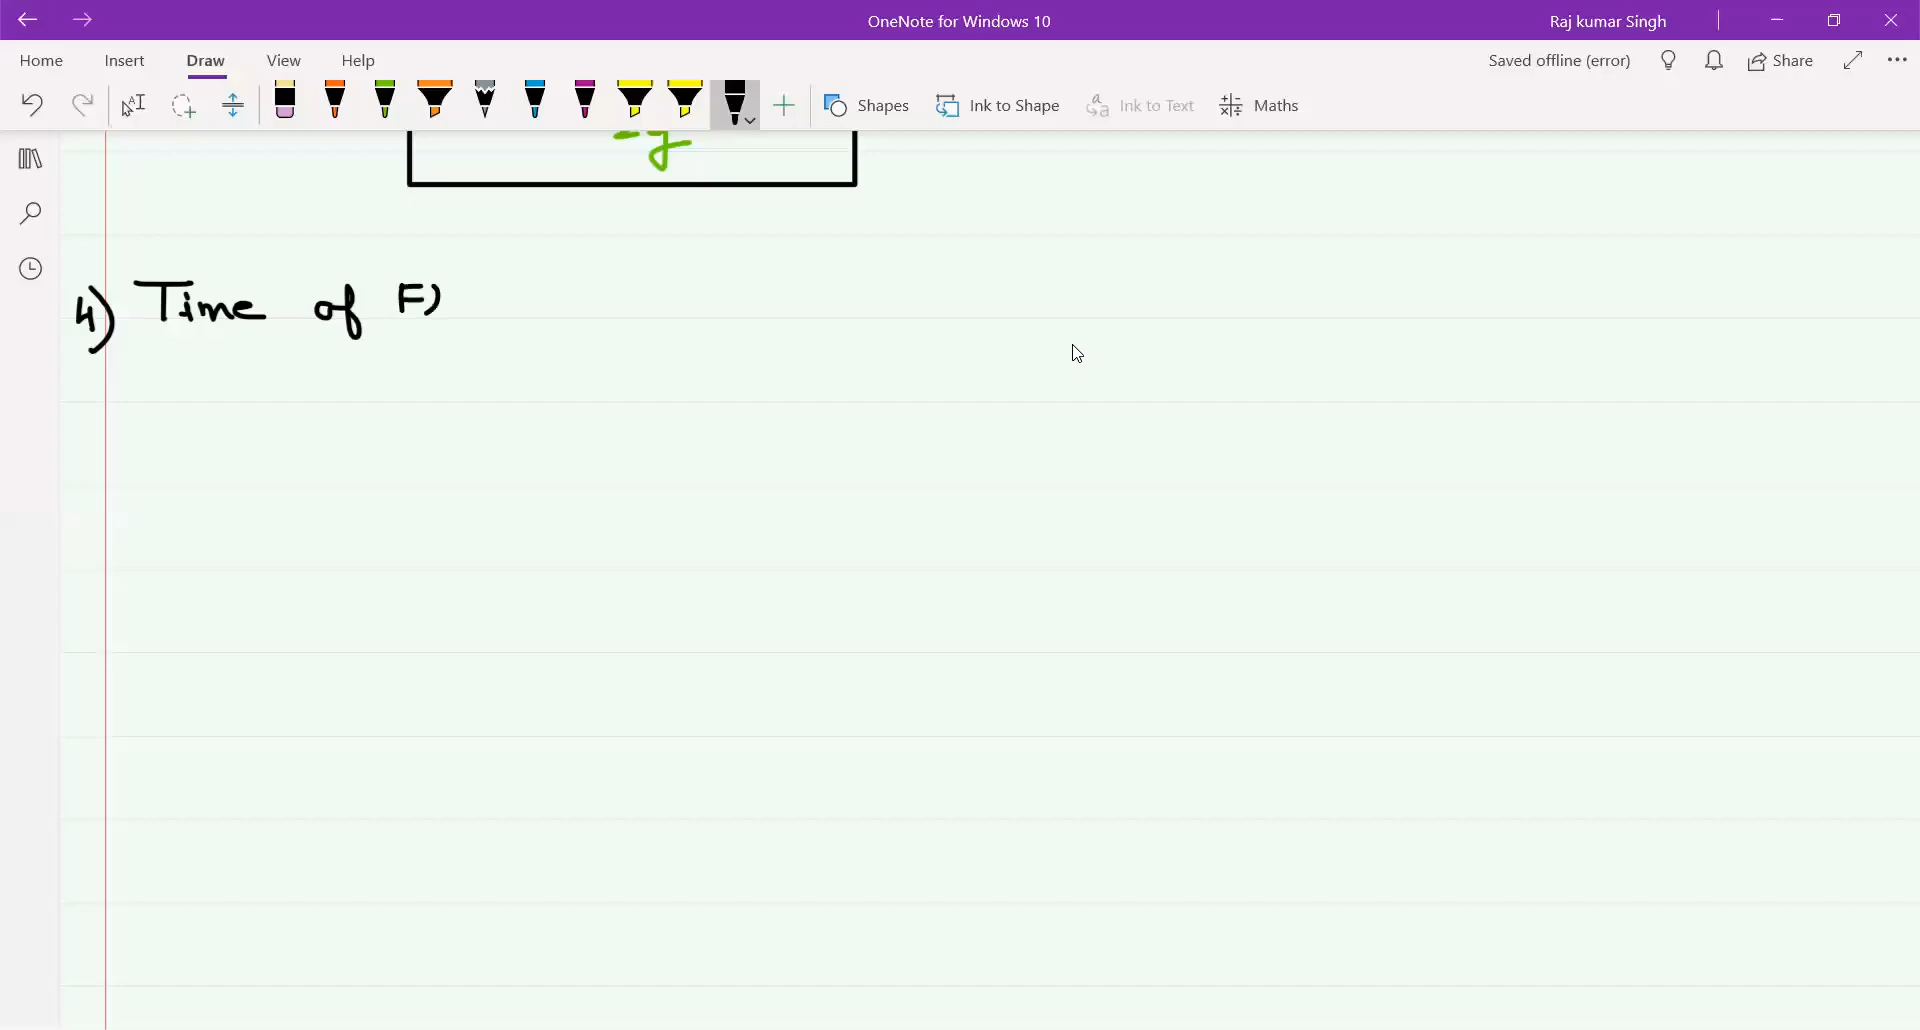 OneNote for Windows 10
Raj kumar Singh
Home Insert Draw View Help
Saved offline (error) Share
Shapes Ink to Shape Ink to Text Maths
4) Time of